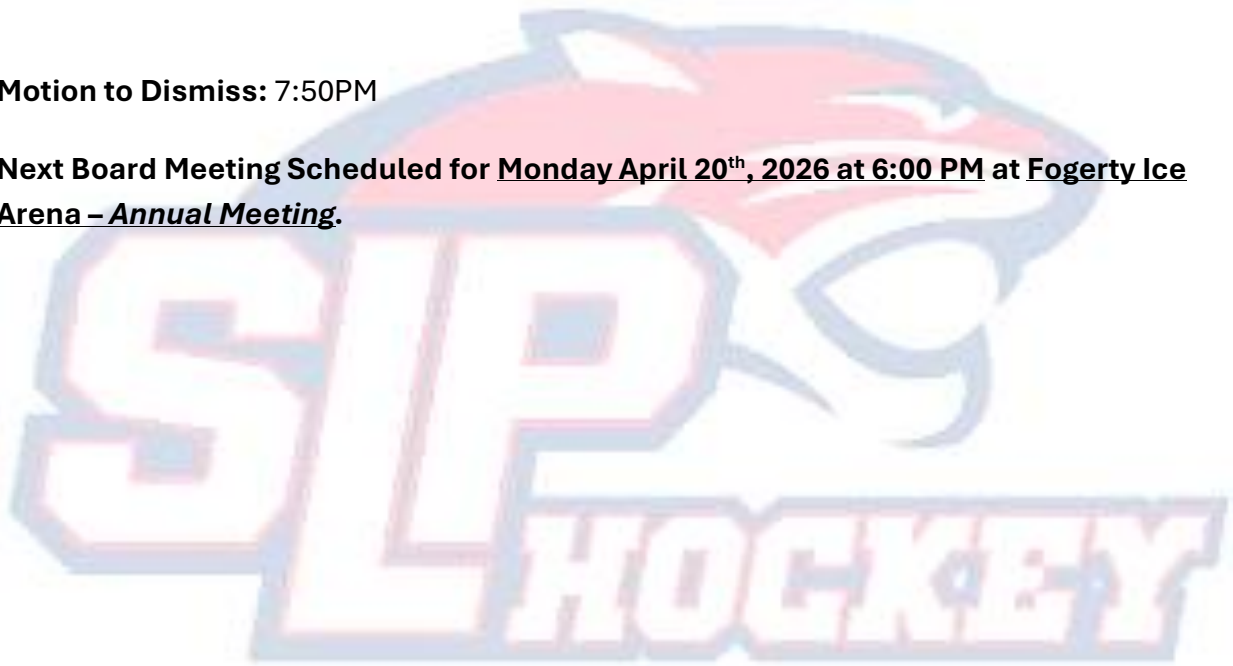 Motion to Dismiss: 7:50PM
Next Board Meeting Scheduled for Monday April 20th, 2026 at 6:00 PM at Fogerty Ice
Arena – Annual Meeting.
SLP
HOCKEY